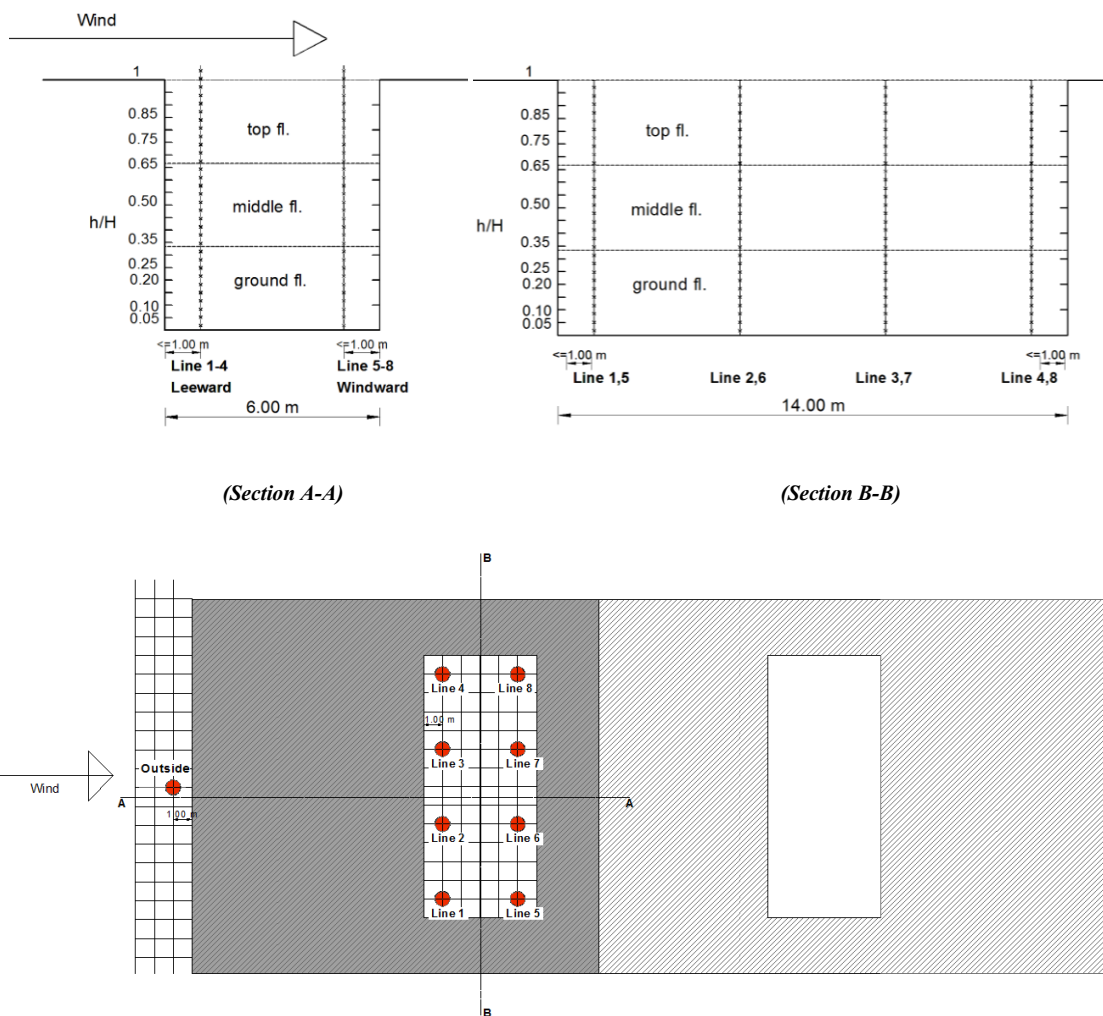 Wind
1
0.85
0.75
0.65
0.50
h/H
0.35
0.25
0.20
0.10
0.05
top fl.
middle fl.
ground fl.
<=1.00 m
<=1.00 m
Line 1-4
Leeward
Line 5-8
Windward
6.00 m
(Section A-A)
1
0.85
0.75
0.65
0.50
h/H
0.35
0.25
0.20
0.10
0.05
top fl.
middle fl.
ground fl.
<=1.00 m
<=1.00 m
Line 1,5
Line 2,6
Line 3,7
Line 4,8
14.00 m
(Section B-B)
B
Line 4
Line 8
1.00 m
Line 3
Line 7
Outside
Wind
A
A
1.00 m
Line 2
Line 6
Line 1
Line 5
B